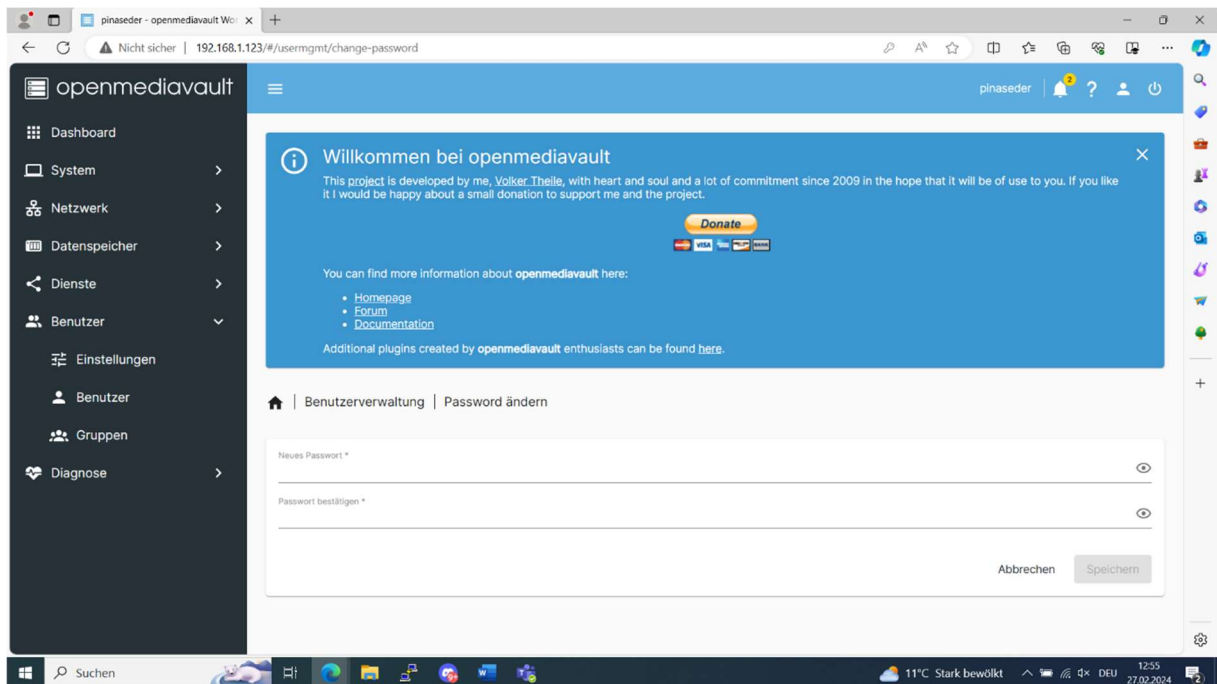 pinaseder - openmediavault Wor
Nicht sicher | 192.168.1.123/#/usermgmt/change-password
openmediavault
pinaseder
2
Dashboard
System
Netzwerk
Datenspeicher
Dienste
Benutzer
Einstellungen
Benutzer
Gruppen
Diagnose
Willkommen bei openmediavault
This project is developed by me, Volker Theile, with heart and soul and a lot of commitment since 2009 in the hope that it will be of use to you. If you like
it I would be happy about a small donation to support me and the project.
Donate
VISA
BANK
You can find more information about openmediavault here:
Homepage
Forum
Documentation
Additional plugins created by openmediavault enthusiasts can be found here.
Benutzerverwaltung | Password ändern
Neues Passwort *
Passwort bestätigen *
Abbrechen
Speichern
Suchen
11°C Stark bewölkt
DEU
12:55
27.02.2024
2